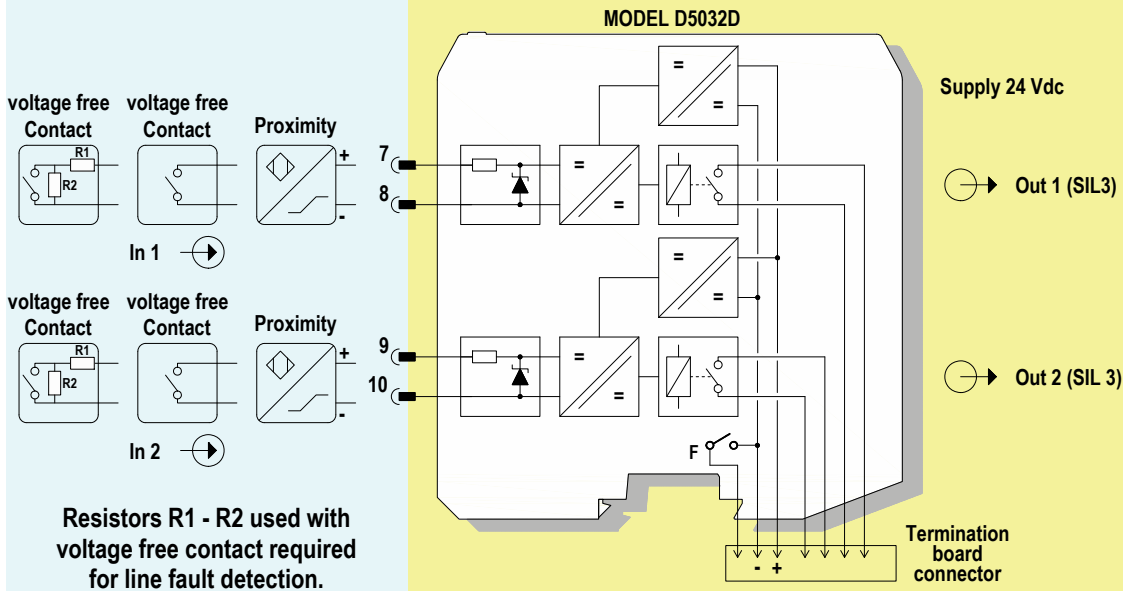 MODEL D5032D
Supply 24 Vdc
voltage free
Contact
voltage free
Contact
Proximity
R1
R2
+
-
7
8
=
=
=
=
In 1
Out 1 (SIL3)
voltage free
Contact
voltage free
Contact
Proximity
R1
R2
+
-
9
10
=
=
=
=
In 2
Out 2 (SIL 3)
F
- +
Resistors R1 - R2 used with
voltage free contact required
for line fault detection.
Termination
board
connector